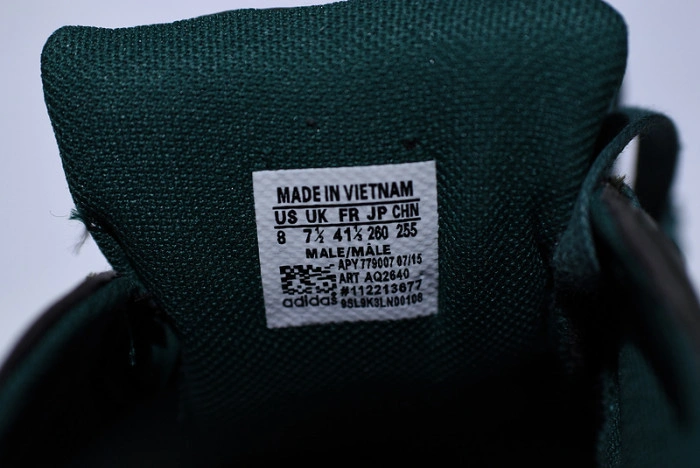 MADE IN VIETNAM
US UK FR JP CHN
8 7½ 41⅓ 260 255
MALE/MÂLE
APY 779007 07/15
ART AQ2640
#112213677
adidas 9SL9K3LND0108